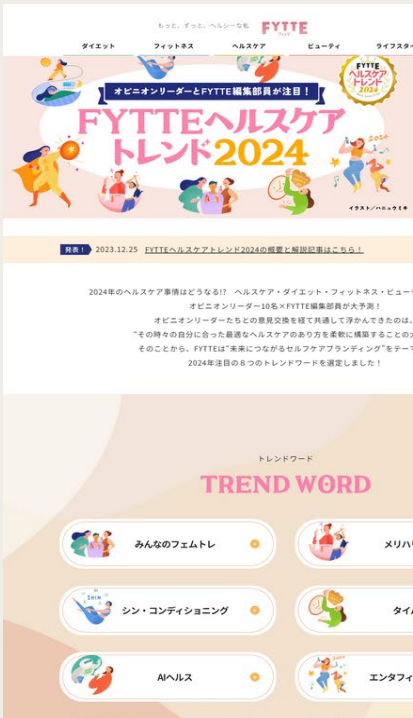 もっと、ずっと、ヘルシーな私 FYTTE
ダイエット フィットネス ヘルスケア ビューティ ライフスタイ
オピニオンリーダーとFYTTE編集部員が注目！
FYTTEヘルスケア
トレンド2024
FYTTE
ヘルスケア
トレンド
2024
2024
イラスト／ハニュウミキ
発表！ 2023.12.25 FYTTEヘルスケアトレンド2024の概要と解説記事はこちら！
2024年のヘルスケア事情はどうなる!? ヘルスケア・ダイエット・フィットネス・ビュー
オピニオンリーダー10名×FYTTE編集部員が大予測！
オピニオンリーダーたちとの意見交換を経て共通して浮かんできたのは、
“その時々の自分に合った最適なヘルスケアのあり方を柔軟に構築することの
そのことから、FYTTEは“未来につながるセルフケアブランディング”をテー
2024年注目の８つのトレンドワードを選定しました！
トレンドワード
TREND WORD
みんなのフェムトレ
メリハ
SHIN
シン・コンディショニング
タイ
AIヘルス
エンタフィ